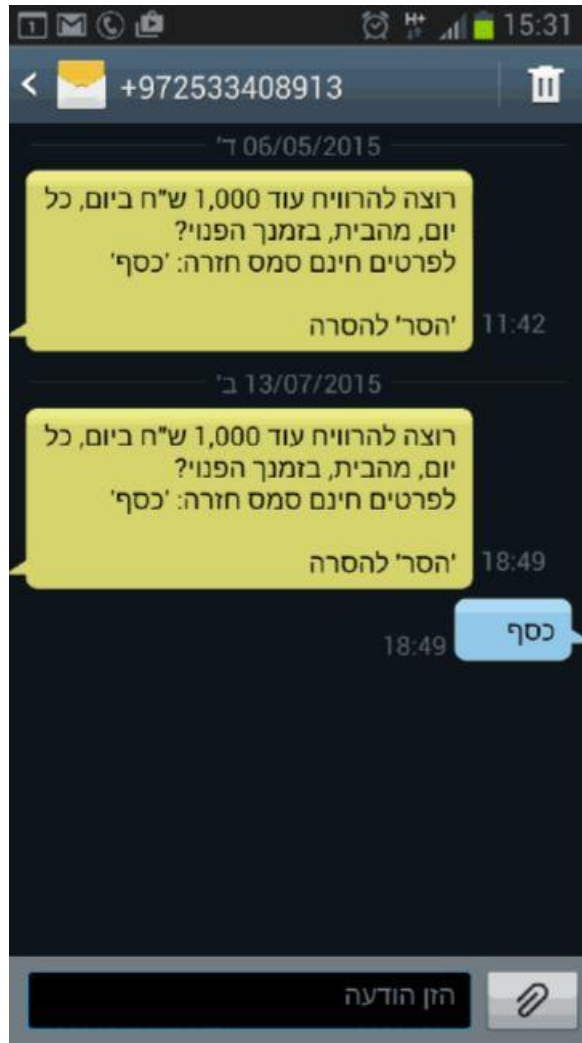 1
15:31
+972533408913
06/05/2015 ד'
רוצה להרוויח עוד 1,000 ש"ח ביום, כל
יום, מהבית, בזמנך הפנוי?
לפרטים חינם סמס חזרה: 'כסף'
'הסר' להסרה
11:42
13/07/2015 ב'
רוצה להרוויח עוד 1,000 ש"ח ביום, כל
יום, מהבית, בזמנך הפנוי?
לפרטים חינם סמס חזרה: 'כסף'
'הסר' להסרה
18:49
כסף
18:49
הזן הודעה